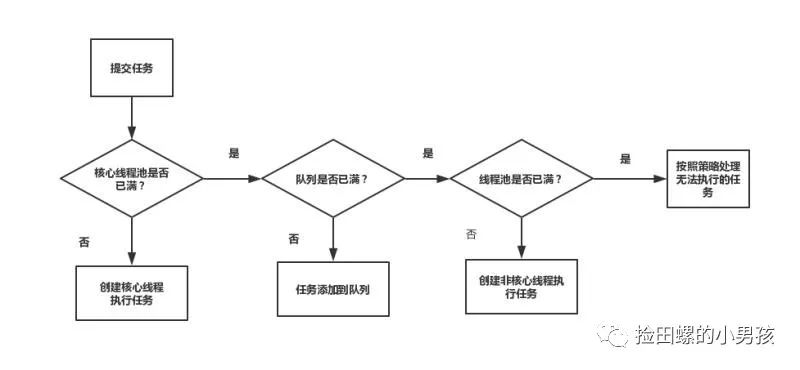 提交任务
核心线程池是否
已满？
是
队列是否已满？
是
线程池是否已满？
是
按照策略处理
无法执行的任
务
否
否
否
创建核心线程
执行任务
任务添加到队列
创建非核心线程执
行任务
捡田螺的小男孩